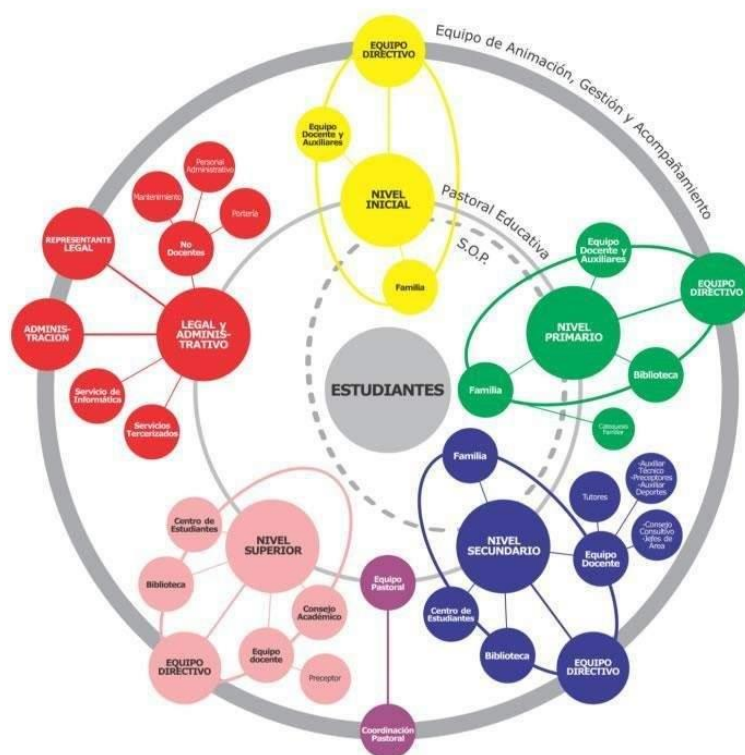 EQUIPO
DIRECTIVO
Equipo de Animación, Gestión y Acompañamiento
Equipo
Docente y
Auxiliares
NIVEL
INICIAL
Familia
Pastoral Educativa
S.O.P.
Personal
Administrativo
Mantenimiento
Portería
No
Docentes
REPRESENTANTE
LEGAL
ADMINIS-
TRACION
LEGAL y
ADMINIS-
TRATIVO
Servicio de
Informática
Servicios
Tercerizados
Equipo
Docente y
Auxiliares
EQUIPO
DIRECTIVO
NIVEL
PRIMARIO
Familia
Biblioteca
Catequesis
Familiar
ESTUDIANTES
Familia
-Auxiliar
Técnico
-Preceptores
-Auxiliar
Deportes
Tutores
-Consejo
Consultivo
-Jefes de
Area
NIVEL
SECUNDARIO
Equipo
Docente
Centro de
Estudiantes
Biblioteca
EQUIPO
DIRECTIVO
Centro de
Estudiantes
NIVEL
SUPERIOR
Biblioteca
Consejo
Académico
EQUIPO
DIRECTIVO
Equipo
docente
Preceptor
Equipo
Pastoral
Coordinación
Pastoral